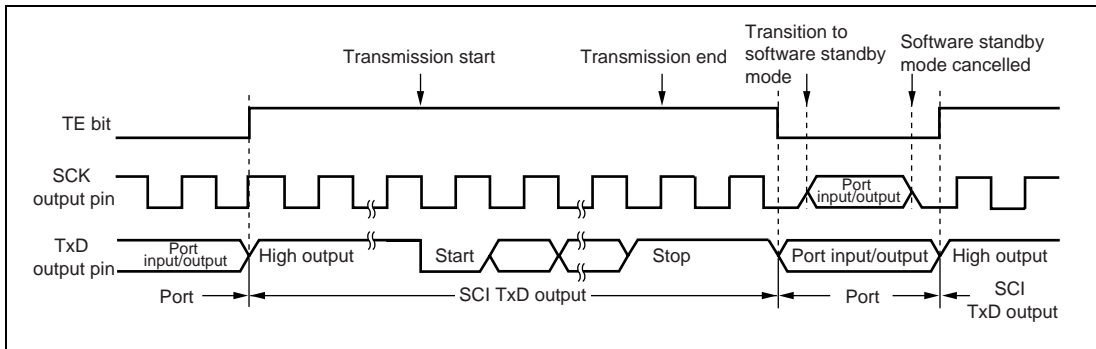 Transmission start
Transmission end
Transition to
software standby
mode
Software standby
mode cancelled
TE bit
SCK
output pin
Port
input/output
TxD
output pin
Port
input/output
High output
Start
Stop
Port input/output
High output
Port
SCI TxD output
Port
SCI
TxD output